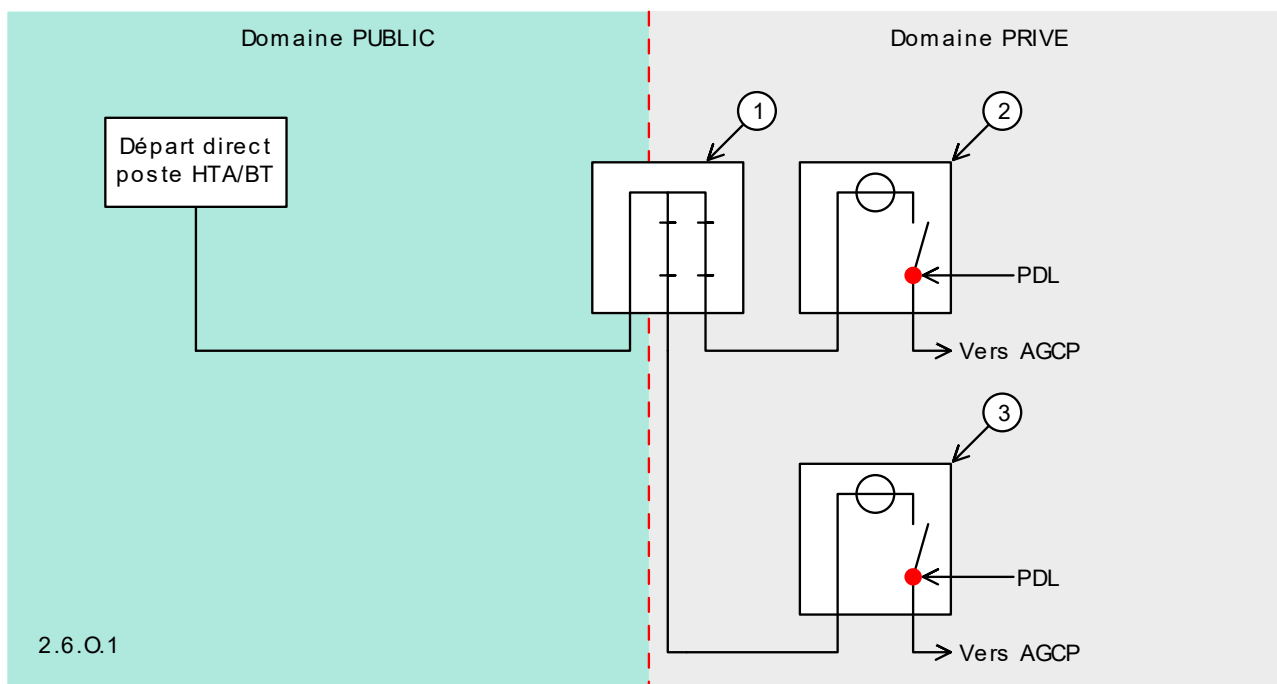 Domaine PUBLIC
Domaine PRIVE
1
2
Départ direct
poste HTA/BT
PDL
Vers AGCP
3
PDL
Vers AGCP
2.6.O.1